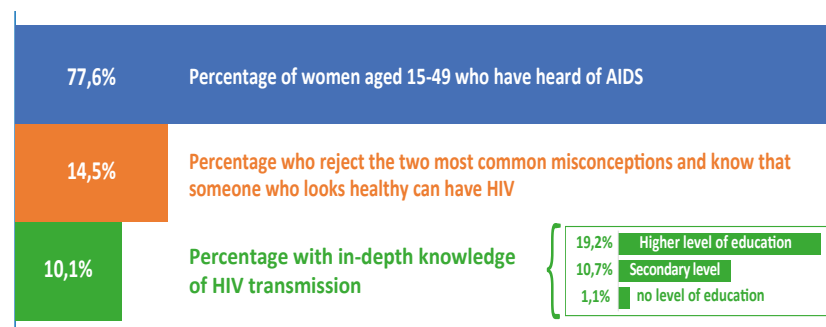 77,6% Percentage of women aged 15-49 who have heard of AIDS
14,5% Percentage who reject the two most common misconceptions and know that
someone who looks healthy can have HIV
10,1% Percentage with in-depth knowledge
of HIV transmission
19,2% Higher level of education
10,7% Secondary level
1,1% no level of education